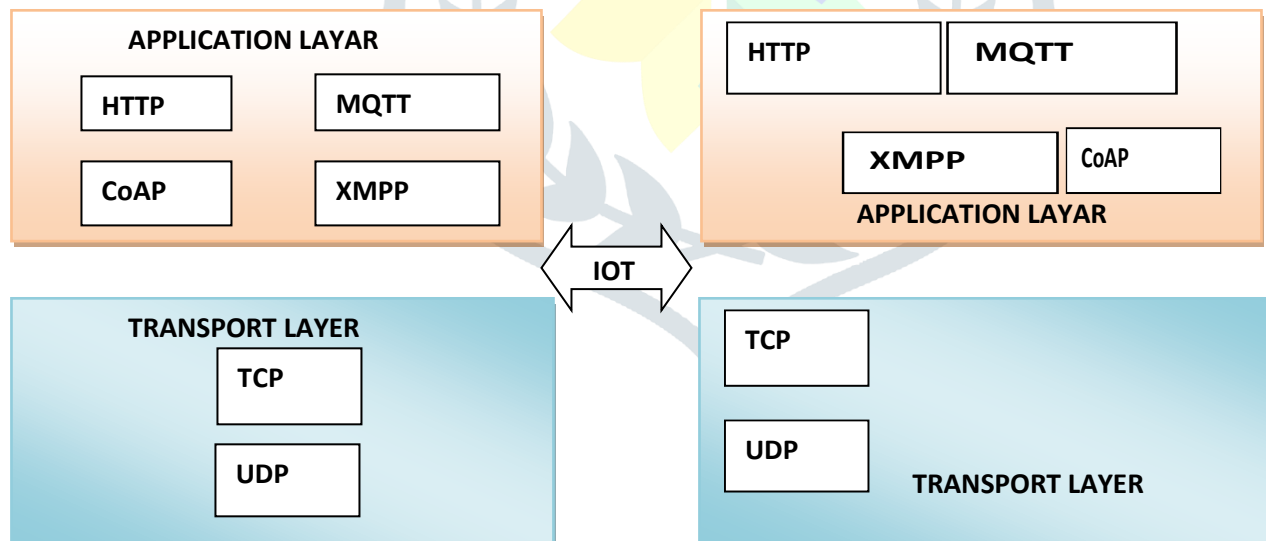 APPLICATION LAYAR
HTTP
MQTT
CoAP
XMPP
HTTP
MQTT
XMPP
CoAP
APPLICATION LAYAR
IOT
TRANSPORT LAYER
TCP
UDP
TCP
UDP
TRANSPORT LAYER